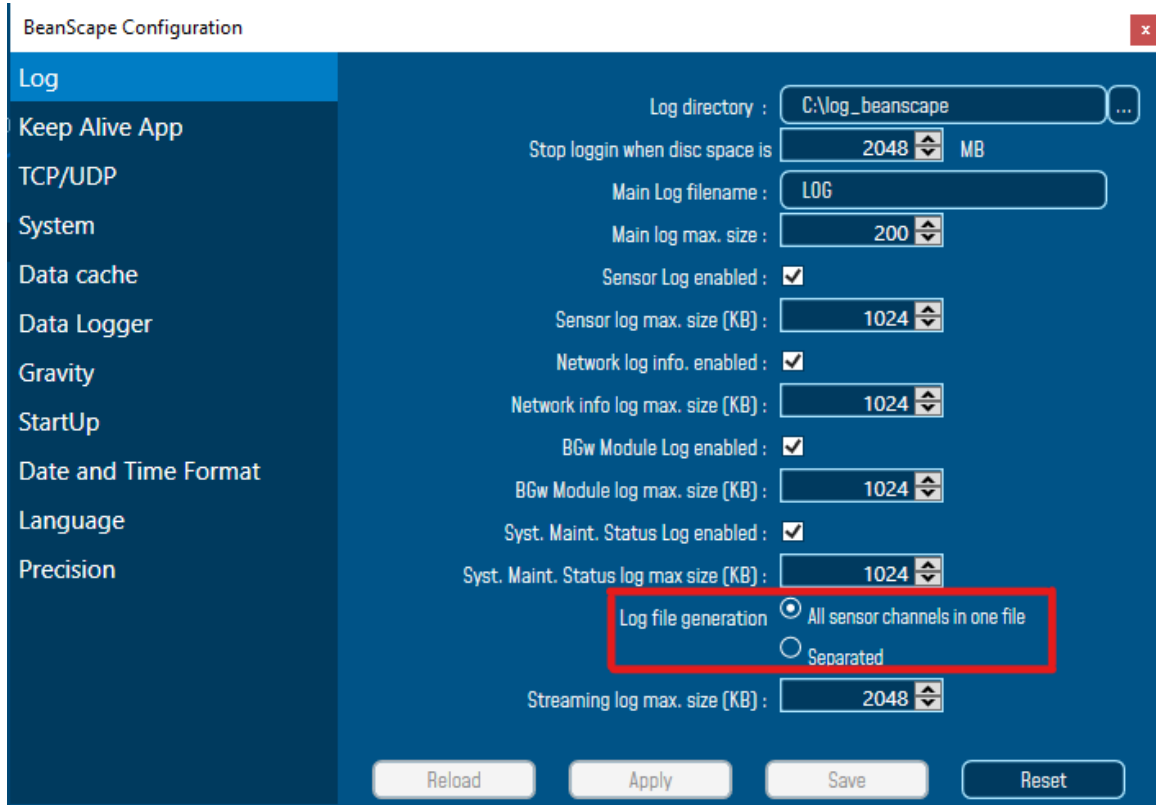 BeanScape Configuration
x
Log
Keep Alive App
TCP/UDP
System
Data cache
Data Logger
Gravity
StartUp
Date and Time Format
Language
Precision
Log directory : C:\log_beanscape ...
Stop loggin when disc space is 2048 MB
Main Log filename : LOG
Main log max. size : 200
Sensor Log enabled :
Sensor log max. size (KB) : 1024
Network log info. enabled :
Network info log max. size (KB) : 1024
BGw Module Log enabled :
BGw Module log max. size (KB) : 1024
Syst. Maint. Status Log enabled :
Syst. Maint. Status log max size (KB) : 1024
Log file generation All sensor channels in one file
Separated
Streaming log max. size (KB) : 2048
Reload Apply Save Reset